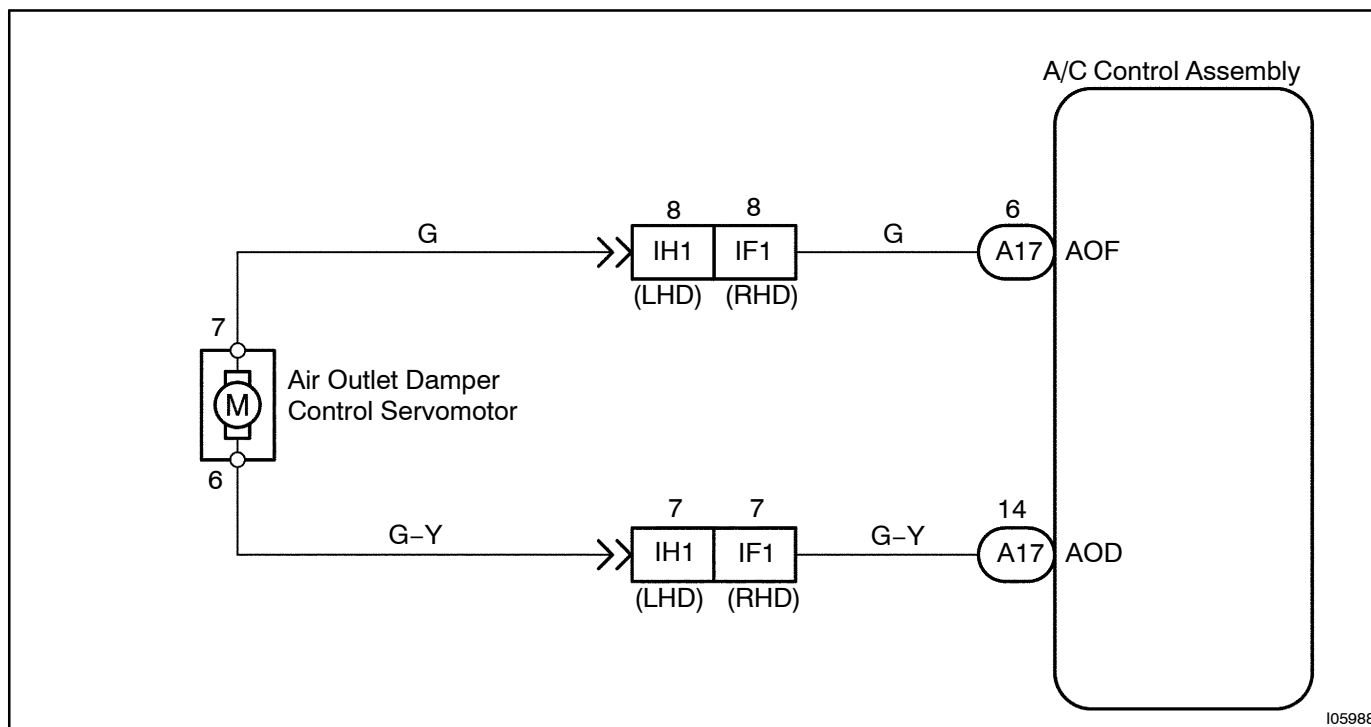 A/C Control Assembly
8 8 6
G IH1 IF1 G A17 AOF
(LHD) (RHD)
7
Air Outlet Damper
M
Control Servomotor
6
7 7 14
G–Y IH1 IF1 G–Y A17 AOD
(LHD) (RHD)
I05988